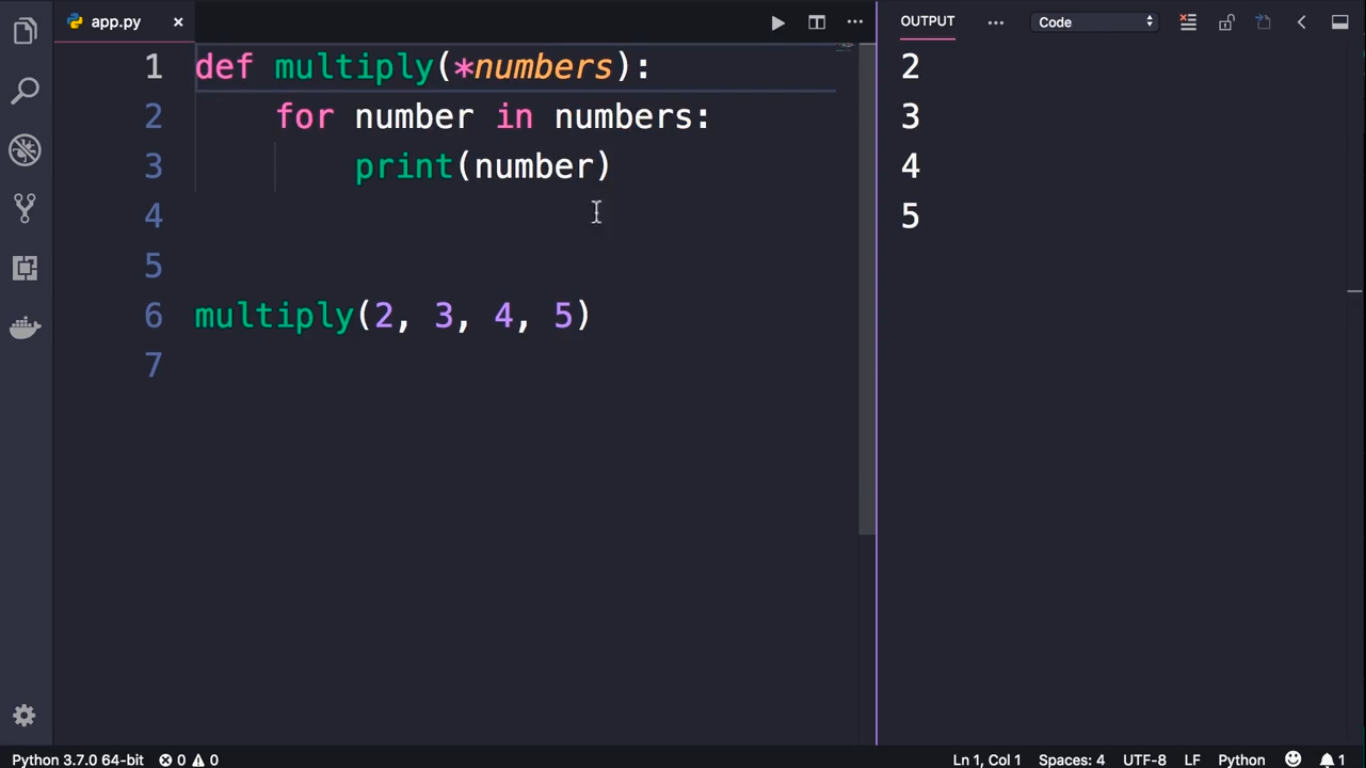 app.py
OUTPUT
Code
1 def multiply(*numbers):
2     for number in numbers:
3         print(number)
4
5
6 multiply(2, 3, 4, 5)
7
2
3
4
5
Python 3.7.0 64-bit 0 0 Ln 1, Col 1 Spaces: 4 UTF-8 LF Python 1